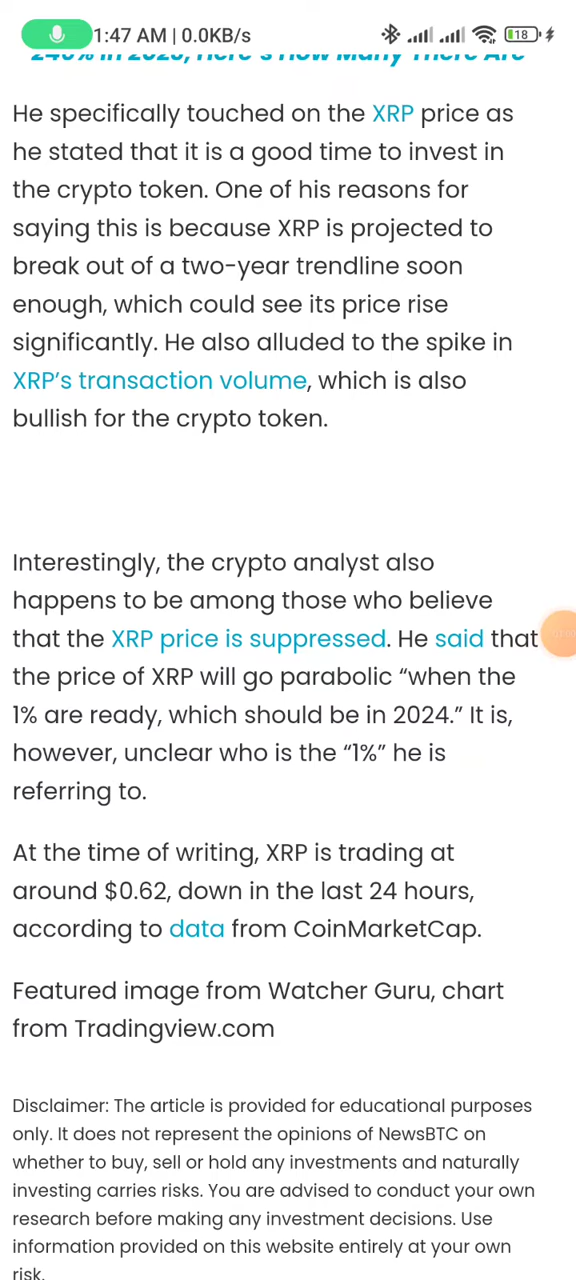 1:47 AM | 0.0KB/s
18
He specifically touched on the XRP price as
he stated that it is a good time to invest in
the crypto token. One of his reasons for
saying this is because XRP is projected to
break out of a two-year trendline soon
enough, which could see its price rise
significantly. He also alluded to the spike in
XRP’s transaction volume, which is also
bullish for the crypto token.
Interestingly, the crypto analyst also
happens to be among those who believe
that the XRP price is suppressed. He said that
the price of XRP will go parabolic “when the
1% are ready, which should be in 2024.” It is,
however, unclear who is the “1%” he is
referring to.
At the time of writing, XRP is trading at
around $0.62, down in the last 24 hours,
according to data from CoinMarketCap.
Featured image from Watcher Guru, chart
from Tradingview.com
Disclaimer: The article is provided for educational purposes
only. It does not represent the opinions of NewsBTC on
whether to buy, sell or hold any investments and naturally
investing carries risks. You are advised to conduct your own
research before making any investment decisions. Use
information provided on this website entirely at your own
risk.